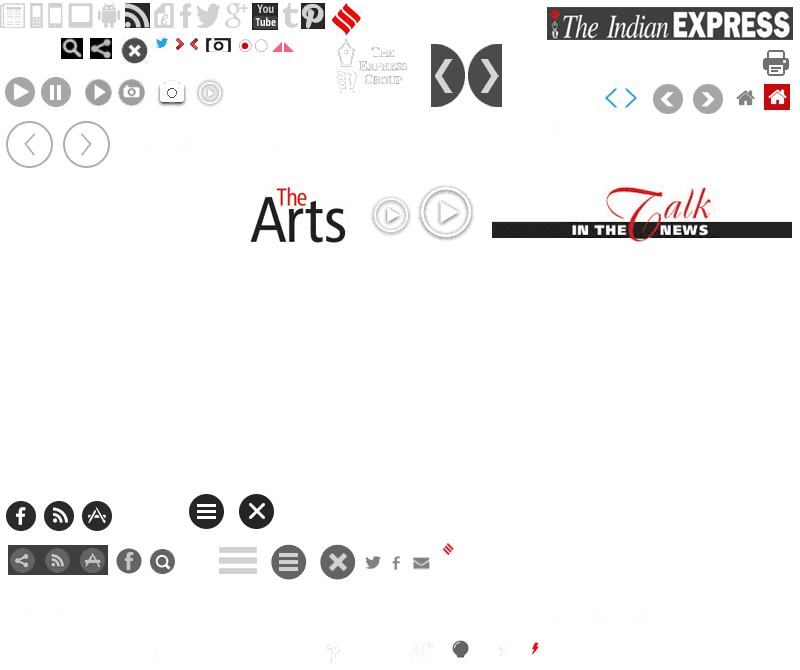 You
Tube
The Indian EXPRESS
THE
EXPRESS
GROUP
The
Arts
Talk
IN THE NEWS